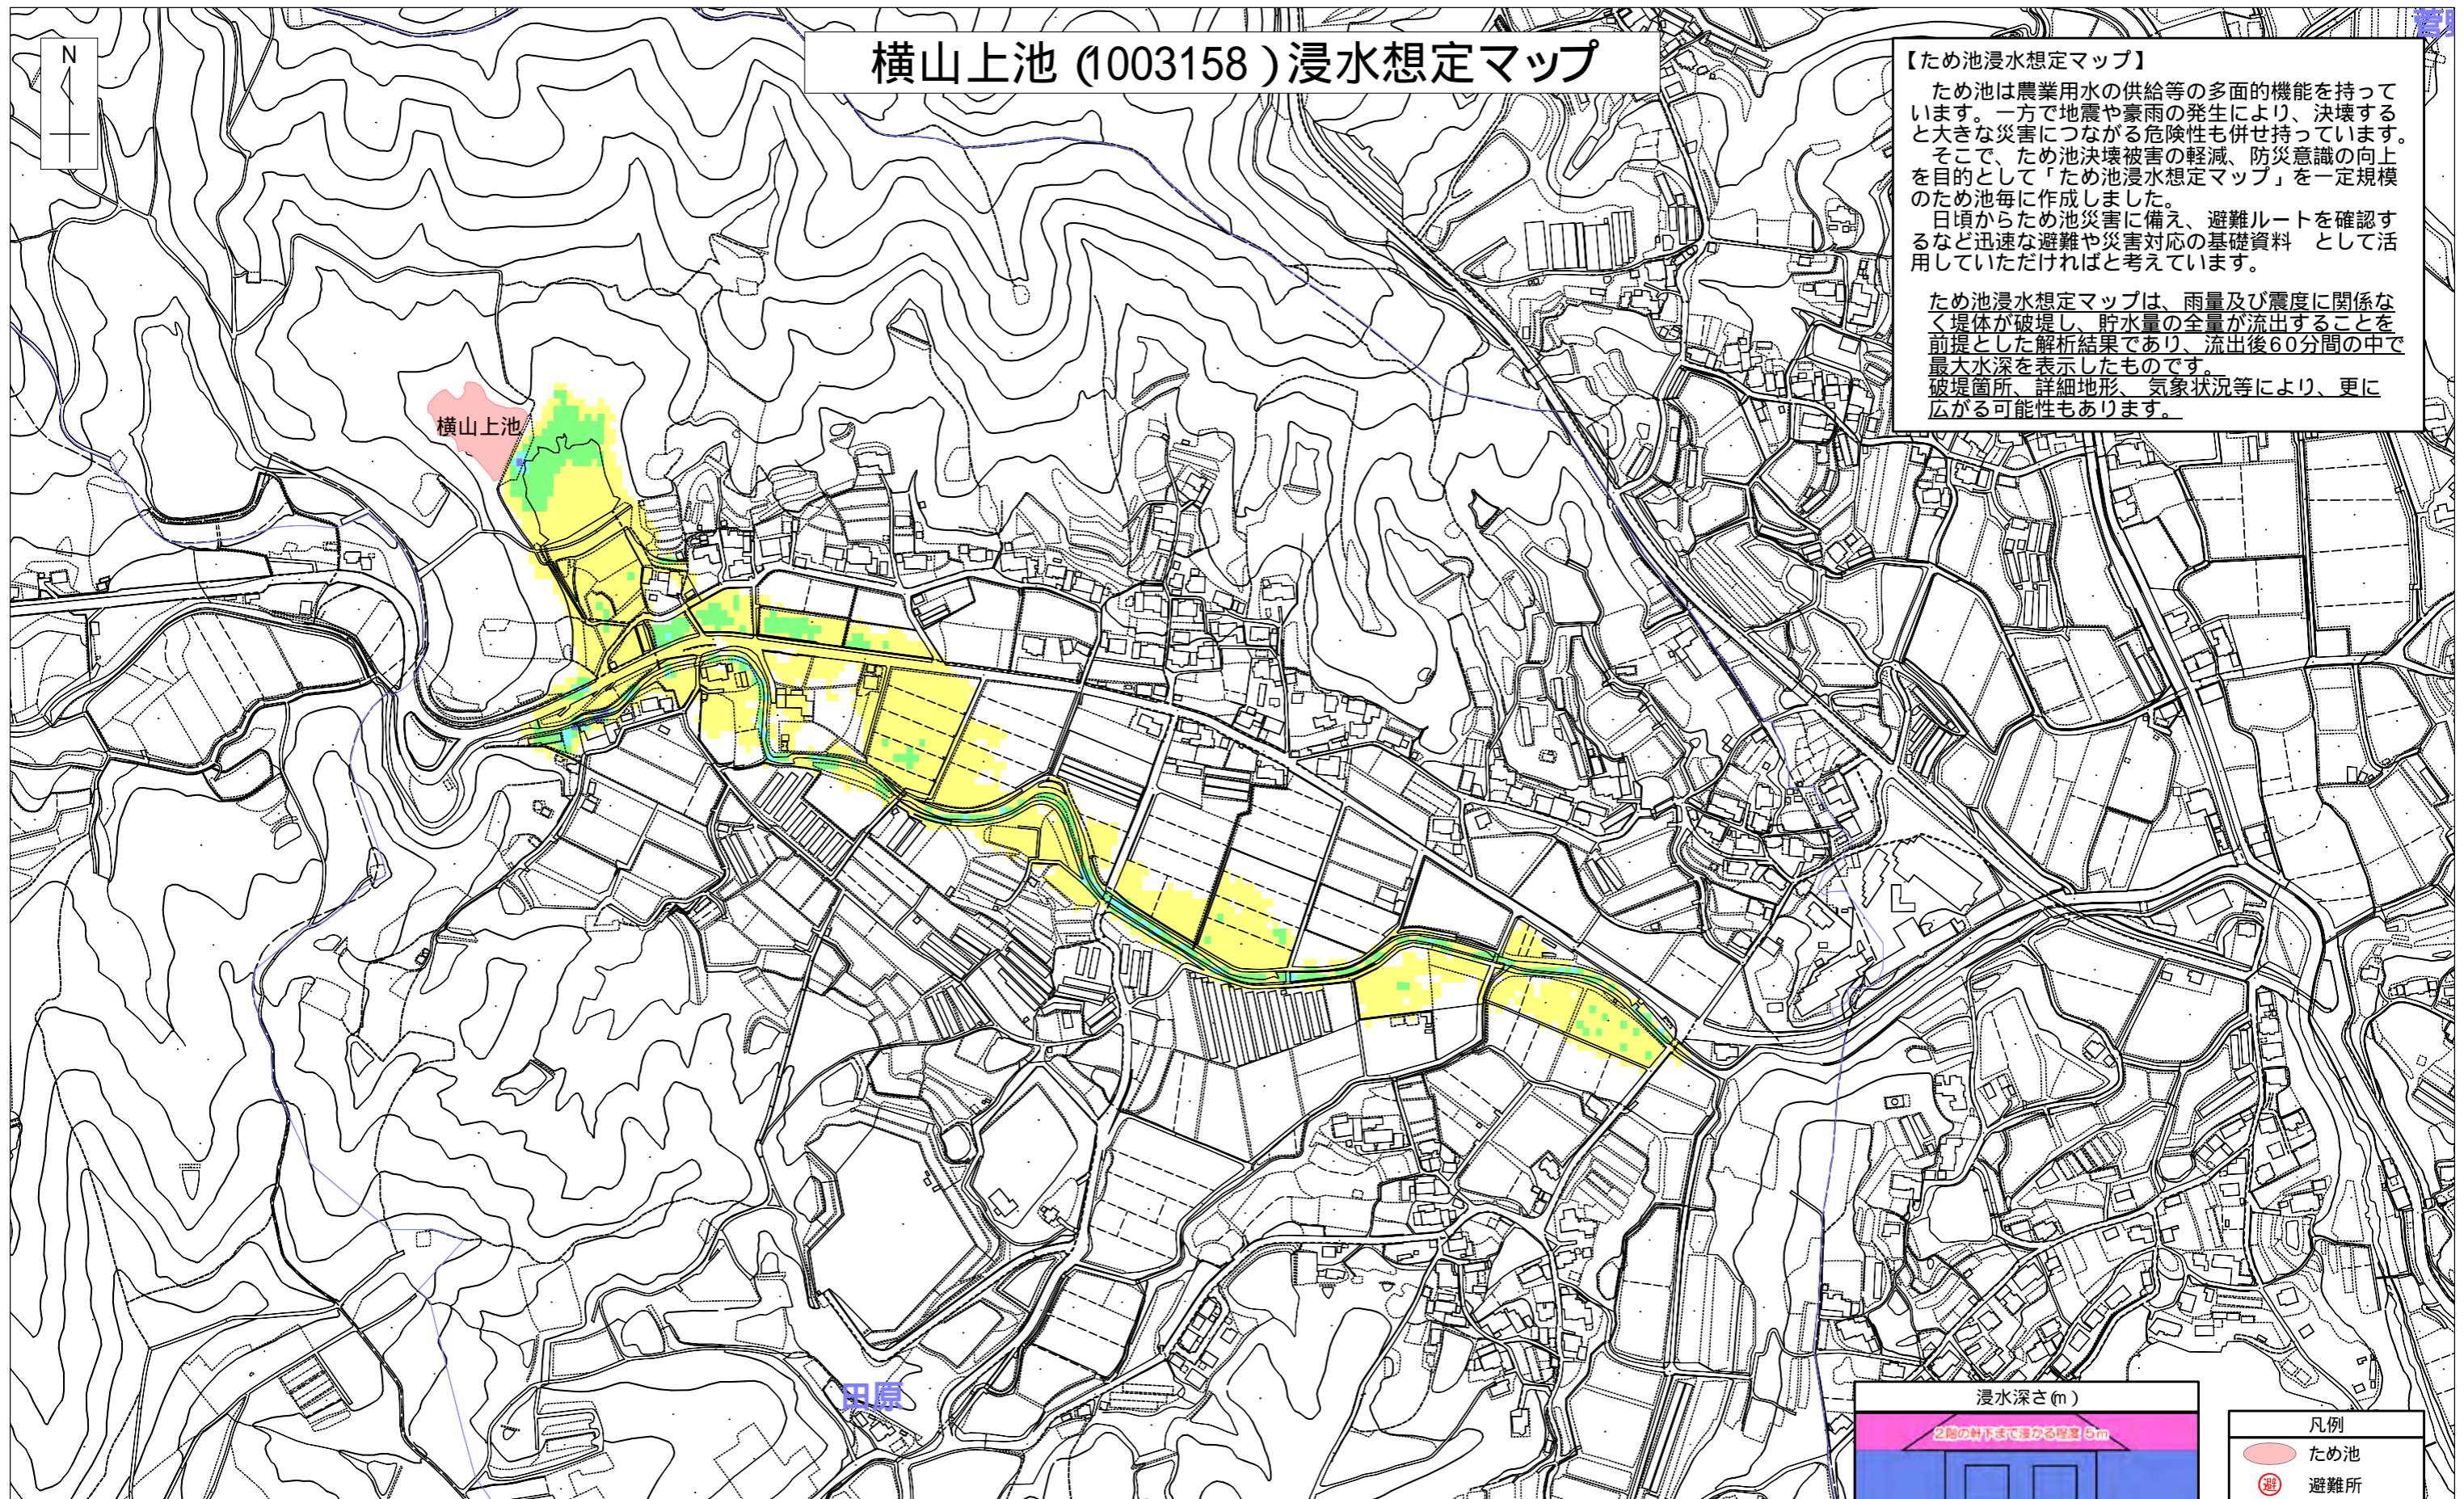 横山上池 (1003158)浸水想定マップ
N
【ため池浸水想定マップ】
ため池は農業用水の供給等の多面的機能を持って
います。一方で地震や豪雨の発生により、決壊する
と大きな災害につながる危険性も併せ持っています。
そこで、ため池決壊被害の軽減、防災意識の向上
を目的として「ため池浸水想定マップ」を一定規模
のため池毎に作成しました。
日頃からため池災害に備え、避難ルートを確認す
るなど迅速な避難や災害対応の基礎資料　として活
用していただければと考えています。
ため池浸水想定マップは、雨量及び震度に関係な
く堤体が破堤し、貯水量の全量が流出することを
前提とした解析結果であり、流出後60分間の中で
最大水深を表示したものです。
破堤箇所、詳細地形、気象状況等により、更に
広がる可能性もあります。
横山上池
田原
浸水深さ(m)
2階の軒下まで浸かる程度 5m
凡例
ため池
避 避難所